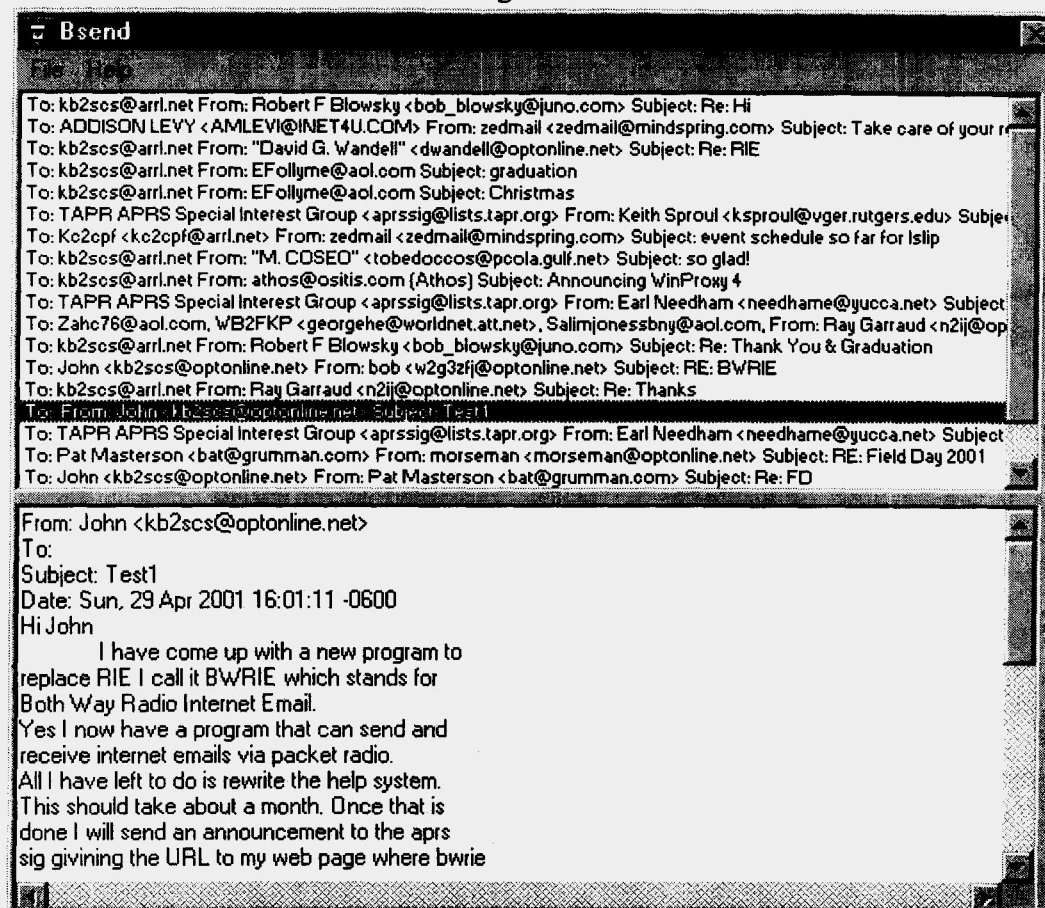 Bsend
File Help
To: kb2scs@arrl.net From: Robert F Blowsky <bob_blowsky@juno.com> Subject: Re: Hi
To: ADDISON LEVY <AMLEVI@INET4U.COM> From: zedmail <zedmail@mindspring.com> Subject: Take care of your r
To: kb2scs@arrl.net From: "David G. Wandell" <dwandell@optonline.net> Subject: Re: RIE
To: kb2scs@arrl.net From: EFollyme@aol.com Subject: graduation
To: kb2scs@arrl.net From: EFollyme@aol.com Subject: Christmas
To: TAPR APRS Special Interest Group <aprssig@lists.tapr.org> From: Keith Sproul <ksproul@vger.rutgers.edu> Subje
To: Kc2cpf <kc2cpf@arrl.net> From: zedmail <zedmail@mindspring.com> Subject: event schedule so far for Islip
To: kb2scs@arrl.net From: "M. COSEO" <tobedoccos@pcola.gulf.net> Subject: so glad!
To: kb2scs@arrl.net From: athos@ositis.com (Athos) Subject: Announcing WinProxy 4
To: TAPR APRS Special Interest Group <aprssig@lists.tapr.org> From: Earl Needham <needhame@yucca.net> Subject
To: Zahc76@aol.com, WB2FKP <georgehe@worldnet.att.net>, Salimjonessbny@aol.com, From: Ray Garraud <n2ij@op
To: kb2scs@arrl.net From: Robert F Blowsky <bob_blowsky@juno.com> Subject: Re: Thank You & Graduation
To: John <kb2scs@optonline.net> From: bob <w2g3zfj@optonline.net> Subject: RE: BWRIE
To: kb2scs@arrl.net From: Ray Garraud <n2ij@optonline.net> Subject: Re: Thanks
To: From: John <kb2scs@optonline.net> Subject: Test1
To: TAPR APRS Special Interest Group <aprssig@lists.tapr.org> From: Earl Needham <needhame@yucca.net> Subject
To: Pat Masterson <bat@grumman.com> From: morseman <morseman@optonline.net> Subject: RE: Field Day 2001
To: John <kb2scs@optonline.net> From: Pat Masterson <bat@grumman.com> Subject: Re: FD
From: John <kb2scs@optonline.net>
To:
Subject: Test1
Date: Sun, 29 Apr 2001 16:01:11 -0600
Hi John
I have come up with a new program to
replace RIE I call it BWRIE which stands for
Both Way Radio Internet Email.
Yes I now have a program that can send and
receive internet emails via packet radio.
All I have left to do is rewrite the help system.
This should take about a month. Once that is
done I will send an announcement to the aprs
sig givining the URL to my web page where bwrie